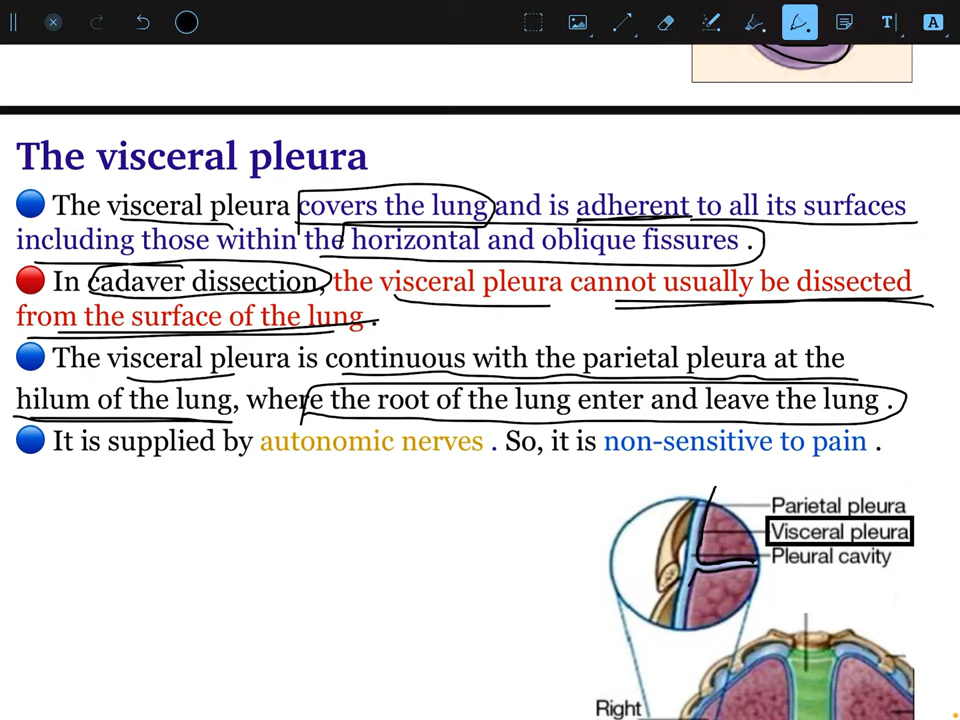 T
A
The visceral pleura
The visceral pleura covers the lung and is adherent to all its surfaces
including those within the horizontal and oblique fissures .
In cadaver dissection, the visceral pleura cannot usually be dissected
from the surface of the lung .
The visceral pleura is continuous with the parietal pleura at the
hilum of the lung, where the root of the lung enter and leave the lung .
It is supplied by autonomic nerves . So, it is non-sensitive to pain .
Parietal pleura
Visceral pleura
Pleural cavity
Right